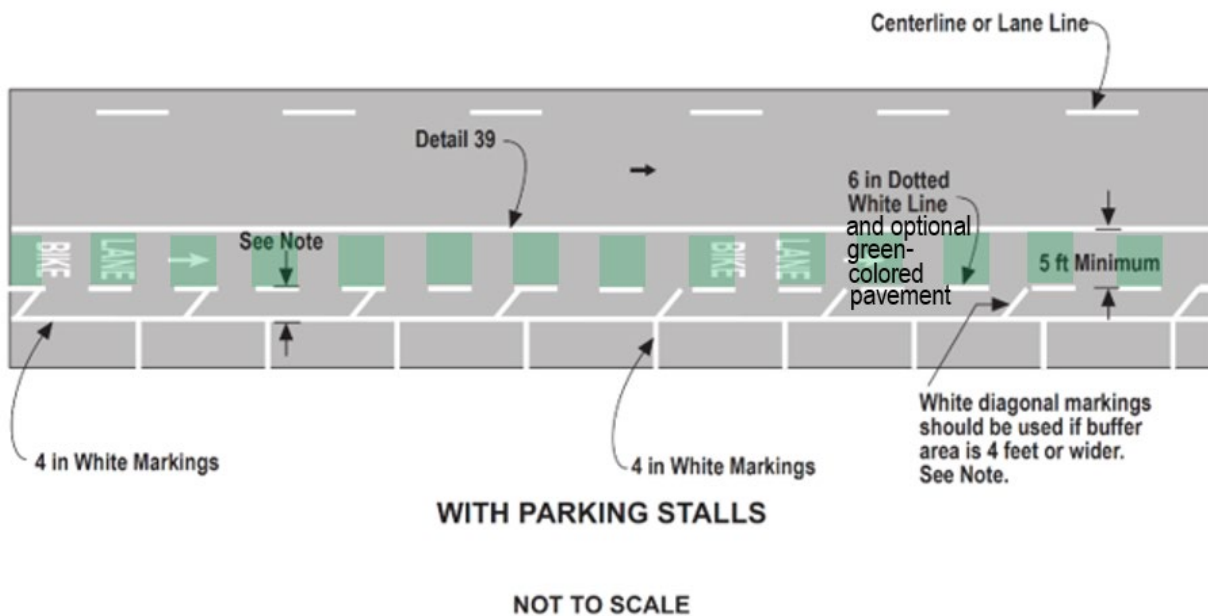 Centerline or Lane Line
Detail 39
6 in Dotted
White Line
and optional
green-
colored
pavement
BIKE
LANE
See Note
BIKE
LANE
5 ft Minimum
4 in White Markings
4 in White Markings
White diagonal markings
should be used if buffer
area is 4 feet or wider.
See Note.
WITH PARKING STALLS
NOT TO SCALE